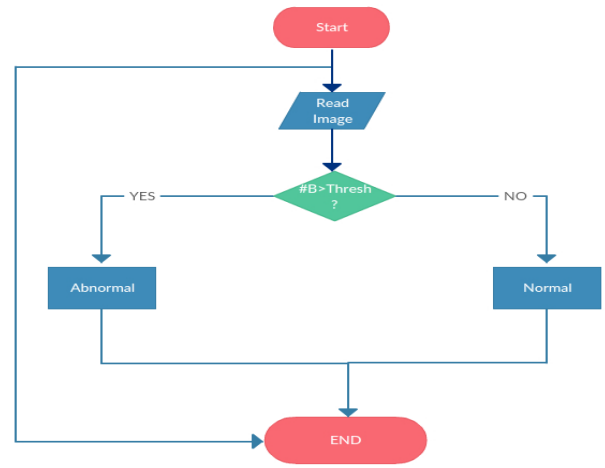 Start
Read
Image
#B>Thresh
?
YES
NO
Abnormal
Normal
END